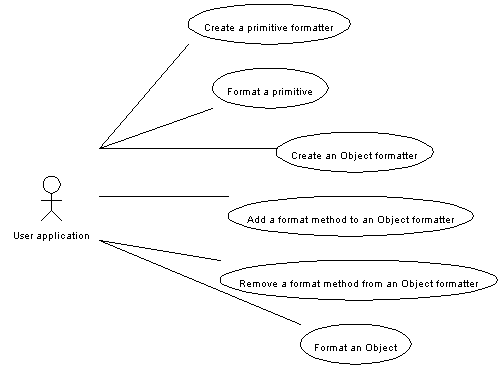 Create a primitive formatter
Format a primitive
Create an Object formatter
User application
Add a format method to an Object formatter
Remove a format method from an Object formatter
Format an Object